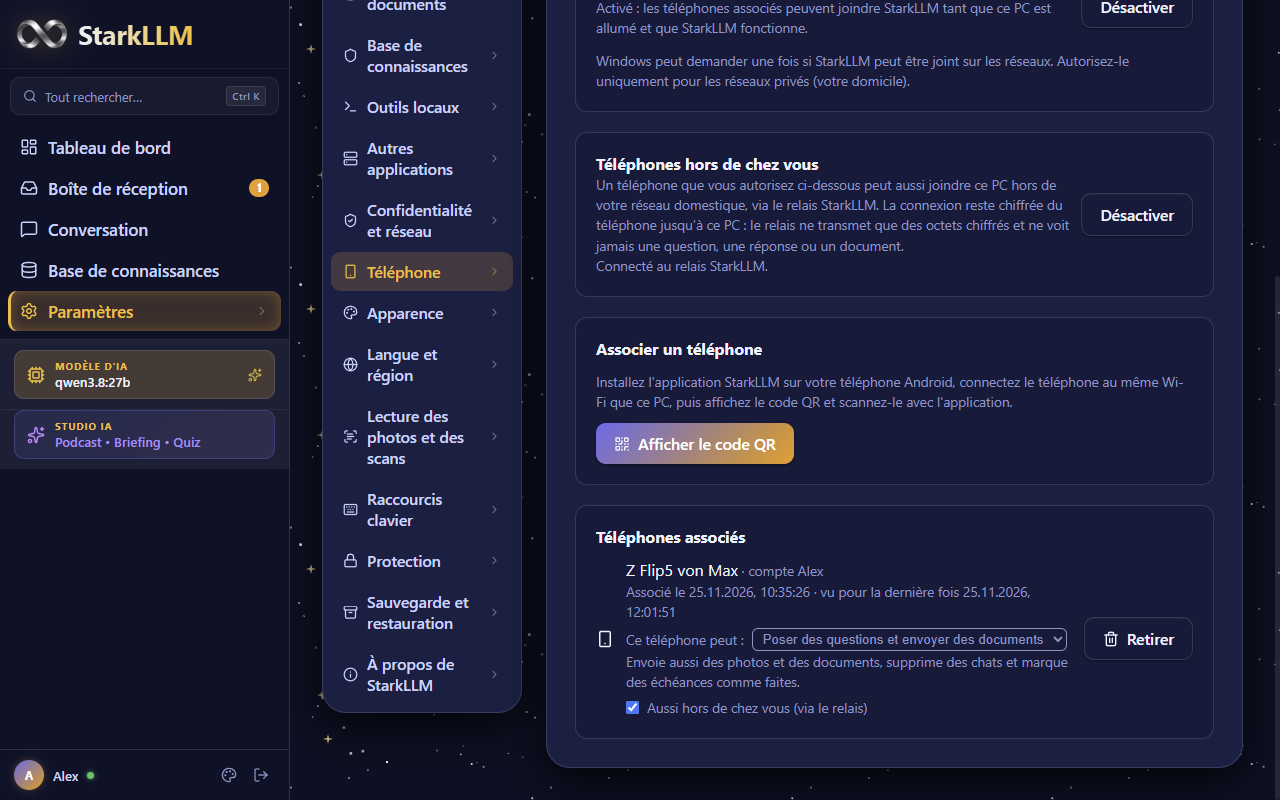 StarkLLM
Tout rechercher...
Ctrl K
Tableau de bord
Boîte de réception
1
Conversation
Base de connaissances
Paramètres
MODÈLE D'IA
qwen3.8:27b
STUDIO IA
Podcast • Briefing • Quiz
A
Alex
documents
Base de
connaissances
Outils locaux
Autres
applications
Confidentialité
et réseau
Téléphone
Apparence
Langue et
région
Lecture des
photos et des
scans
Raccourcis
clavier
Protection
Sauvegarde et
restauration
À propos de
StarkLLM
Activé : les téléphones associés peuvent joindre StarkLLM tant que ce PC est
allumé et que StarkLLM fonctionne.
Désactiver
Windows peut demander une fois si StarkLLM peut être joint sur les réseaux. Autorisez-le
uniquement pour les réseaux privés (votre domicile).
Téléphones hors de chez vous
Un téléphone que vous autorisez ci-dessous peut aussi joindre ce PC hors de
votre réseau domestique, via le relais StarkLLM. La connexion reste chiffrée du
téléphone jusqu'à ce PC : le relais ne transmet que des octets chiffrés et ne voit
jamais une question, une réponse ou un document.
Connecté au relais StarkLLM.
Désactiver
Associer un téléphone
Installez l'application StarkLLM sur votre téléphone Android, connectez le téléphone au même Wi-
Fi que ce PC, puis affichez le code QR et scannez-le avec l'application.
Afficher le code QR
Téléphones associés
Z Flip5 von Max · compte Alex
Associé le 25.11.2026, 10:35:26 · vu pour la dernière fois 25.11.2026,
12:01:51
Ce téléphone peut : Poser des questions et envoyer des documents
Envoie aussi des photos et des documents, supprime des chats et marque
des échéances comme faites.
Aussi hors de chez vous (via le relais)
Retirer